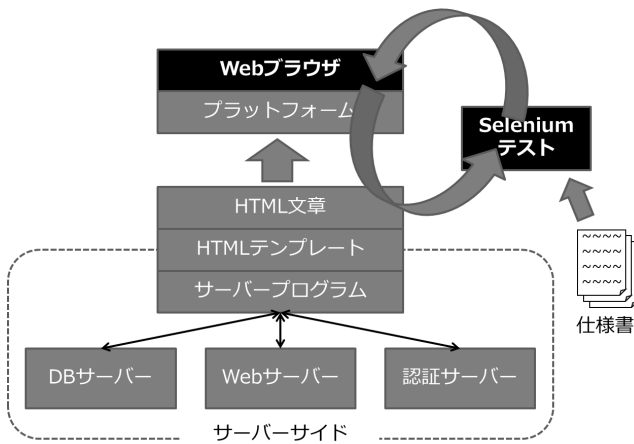 Webブラウザ
プラットフォーム
Selenium
テスト
HTML文章
HTMLテンプレート
サーバープログラム
~~~~
~~~~
~~~~
~~~~
仕様書
DBサーバー
Webサーバー
認証サーバー
サーバーサイド